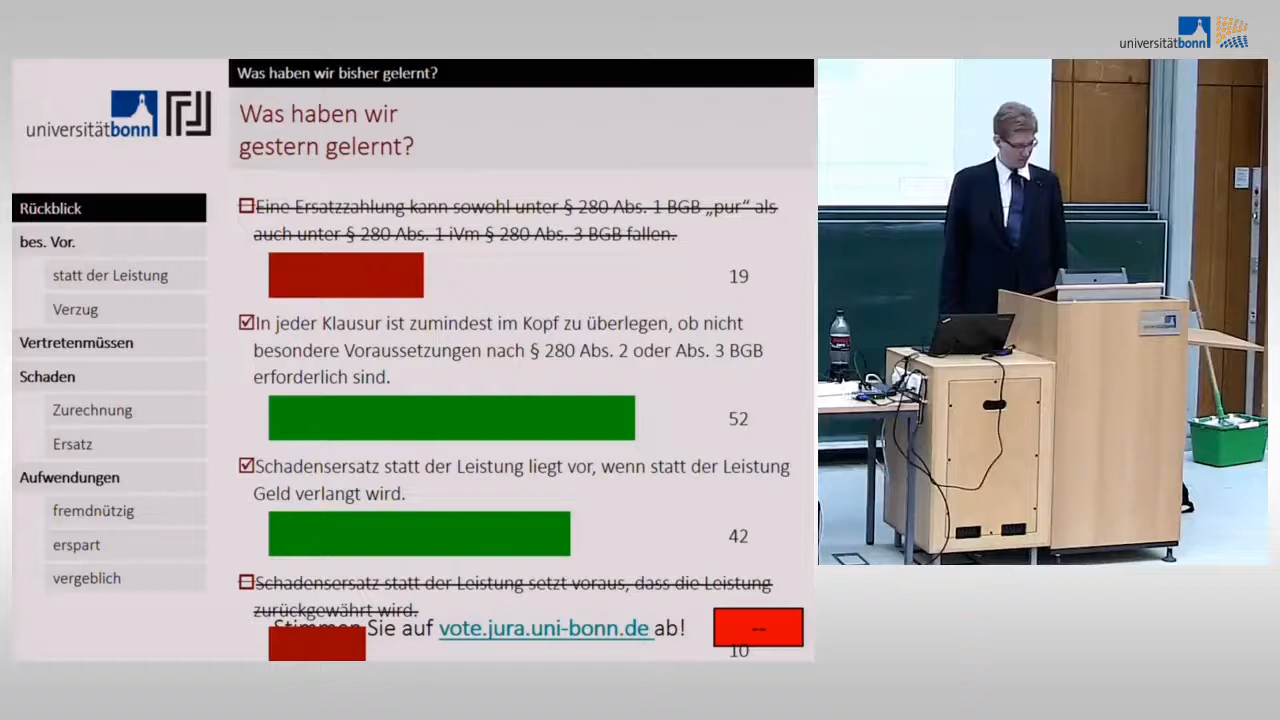 universitätbonn
Was haben wir bisher gelernt?
universitätbonn
Was haben wir
gestern gelernt?
Rückblick
bes. Vor.
statt der Leistung
Verzug
Vertretenmüssen
Schaden
Zurechnung
Ersatz
Aufwendungen
fremdnützig
erspart
vergeblich
Eine Ersatzzahlung kann sowohl unter § 280 Abs. 1 BGB „pur“ als
auch unter § 280 Abs. 1 iVm § 280 Abs. 3 BGB fallen.
19
In jeder Klausur ist zumindest im Kopf zu überlegen, ob nicht
besondere Voraussetzungen nach § 280 Abs. 2 oder Abs. 3 BGB
erforderlich sind.
52
Schadensersatz statt der Leistung liegt vor, wenn statt der Leistung
Geld verlangt wird.
42
Schadensersatz statt der Leistung setzt voraus, dass die Leistung
zurückgewährt wird.
Stimmen Sie auf vote.jura.uni-bonn.de ab!
--
10